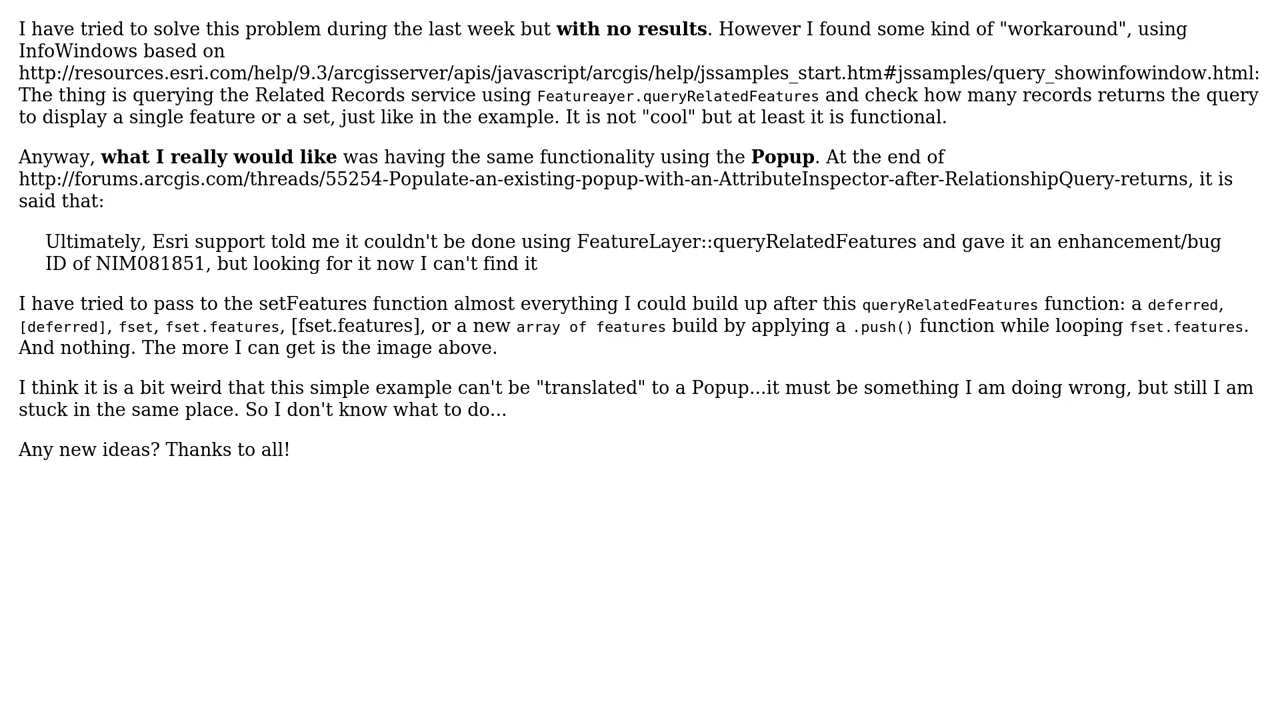 I have tried to solve this problem during the last week but with no results. However I found some kind of "workaround", using
InfoWindows based on
http://resources.esri.com/help/9.3/arcgisserver/apis/javascript/arcgis/help/jssamples_start.htm#jssamples/query_showinfowindow.html:
The thing is querying the Related Records service using Featureayer.queryRelatedFeatures and check how many records returns the query
to display a single feature or a set, just like in the example. It is not "cool" but at least it is functional.
Anyway, what I really would like was having the same functionality using the Popup. At the end of
http://forums.arcgis.com/threads/55254-Populate-an-existing-popup-with-an-AttributeInspector-after-RelationshipQuery-returns, it is
said that:
Ultimately, Esri support told me it couldn't be done using FeatureLayer::queryRelatedFeatures and gave it an enhancement/bug
ID of NIM081851, but looking for it now I can't find it
I have tried to pass to the setFeatures function almost everything I could build up after this queryRelatedFeatures function: a deferred,
[deferred], fset, fset.features, [fset.features], or a new array of features build by applying a .push() function while looping fset.features.
And nothing. The more I can get is the image above.
I think it is a bit weird that this simple example can't be "translated" to a Popup...it must be something I am doing wrong, but still I am
stuck in the same place. So I don't know what to do...
Any new ideas? Thanks to all!